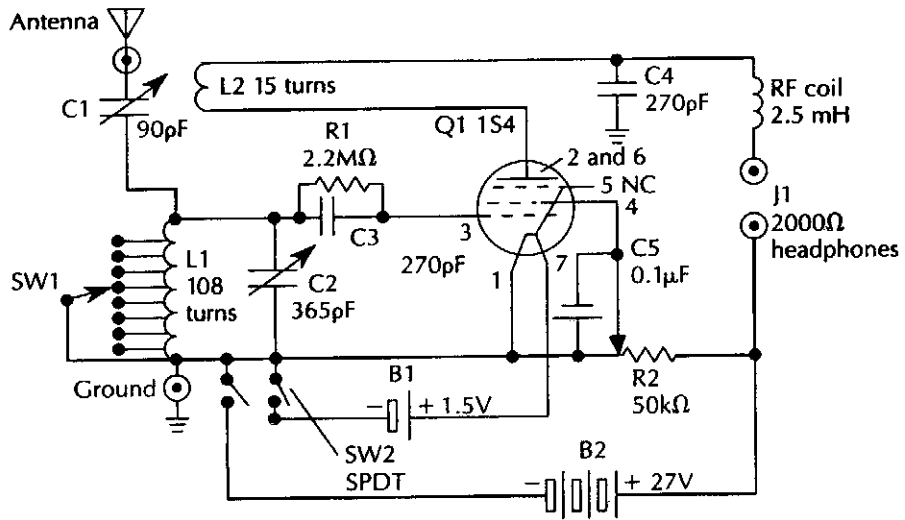 Antenna
C1
90pF
L2 15 turns
C4
270pF
RF coil
2.5 mH
Q1 1S4
R1
2.2MΩ
2 and 6
5 NC
4
3
J1
2000Ω
headphones
C3
270pF
1
7
C5
0.1µF
SW1
L1
108
turns
C2
365pF
R2
50kΩ
Ground
B1
- + 1.5V
SW2
SPDT
B2
- + 27V